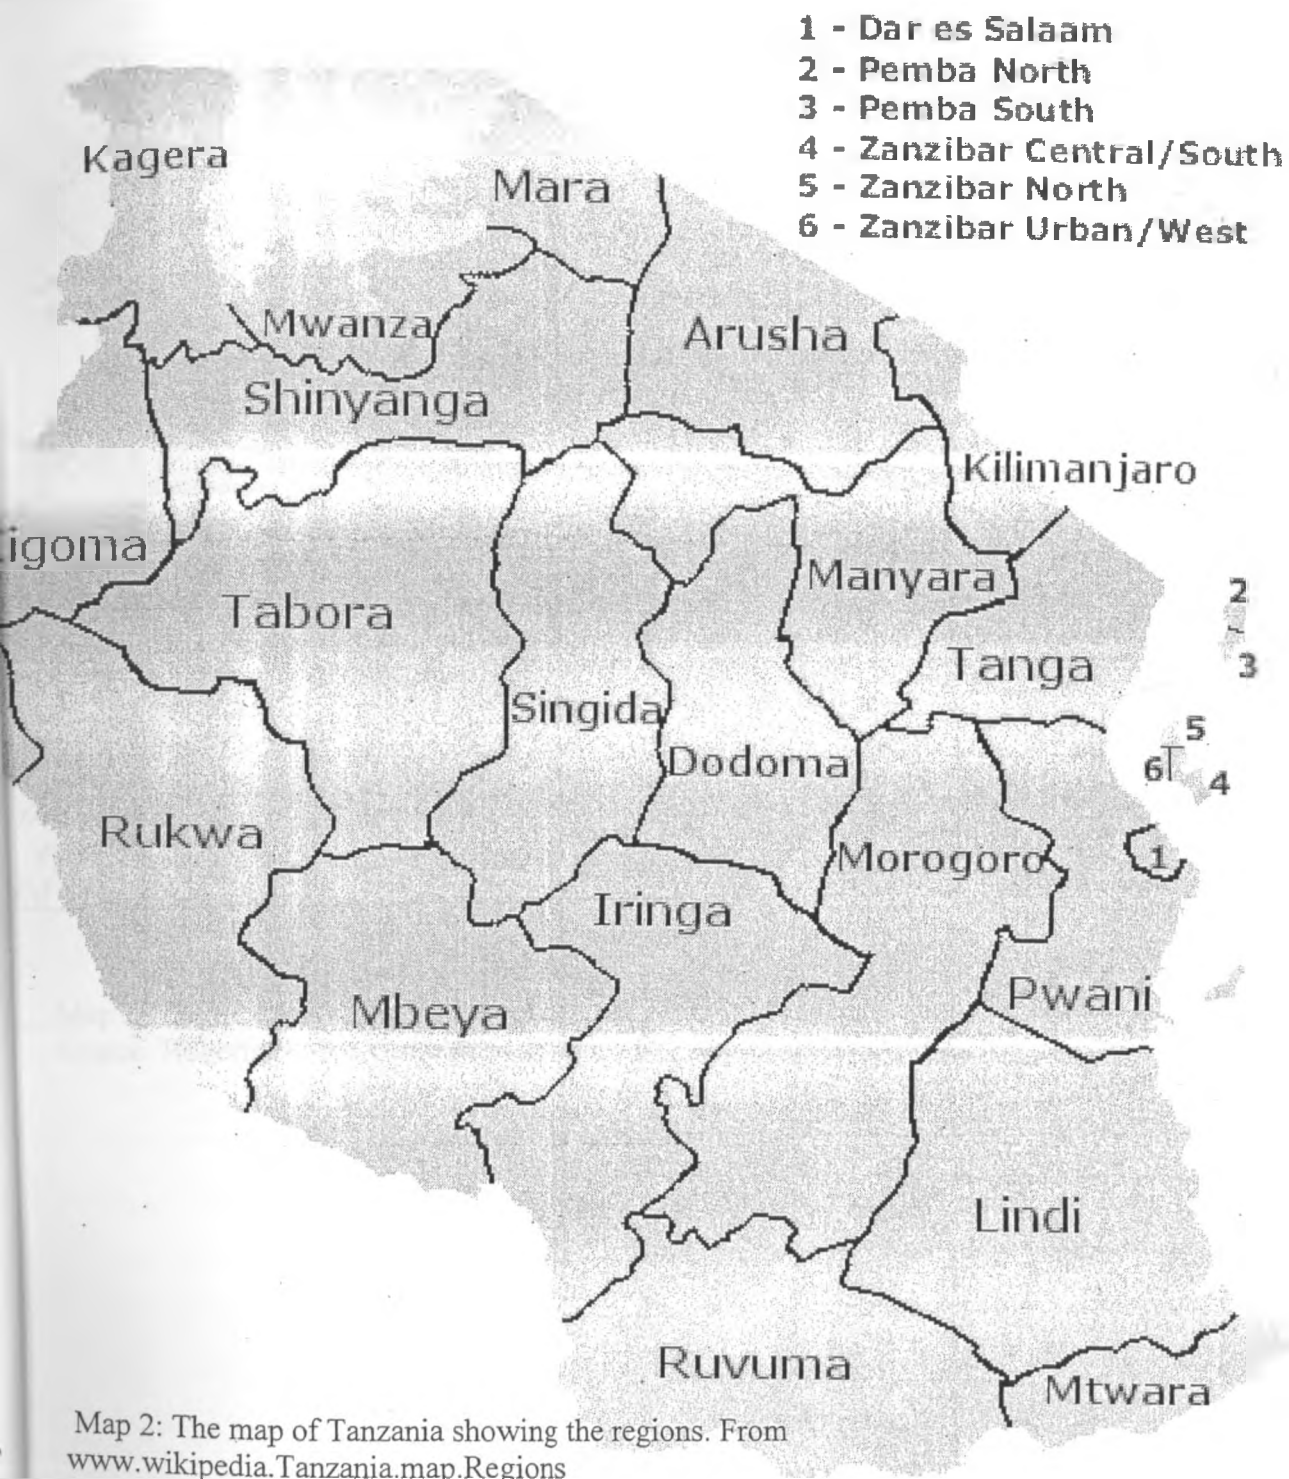 1 - Dar es Salaam
2 - Pemba North
3 - Pemba South
4 - Zanzibar Central/South
5 - Zanzibar North
6 - Zanzibar Urban/West
Kagera
Mara
Mwanza
Arusha
Shinyanga
Kilimanjaro
igoma
Manyara
2
Tabora
3
Tanga
Singida
5
Dodoma
6
4
Rukwa
Morogoro
1
Iringa
Pwani
Mbeya
Lindi
Ruvuma
Mtwara
Map 2: The map of Tanzania showing the regions. From
www.wikipedia.Tanzania.map.Regions